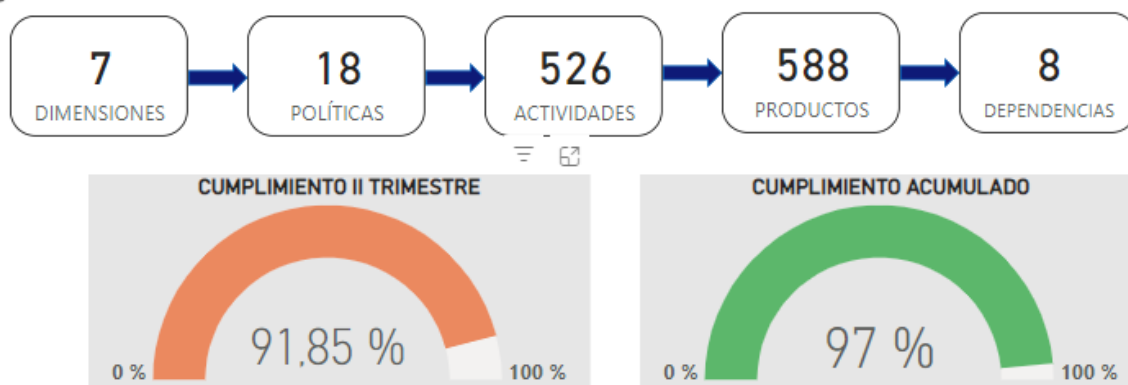 7
DIMENSIONES
18
POLÍTICAS
526
ACTIVIDADES
588
PRODUCTOS
8
DEPENDENCIAS
CUMPLIMIENTO II TRIMESTRE
91,85 %
0 %
100 %
CUMPLIMIENTO ACUMULADO
97 %
0 %
100 %